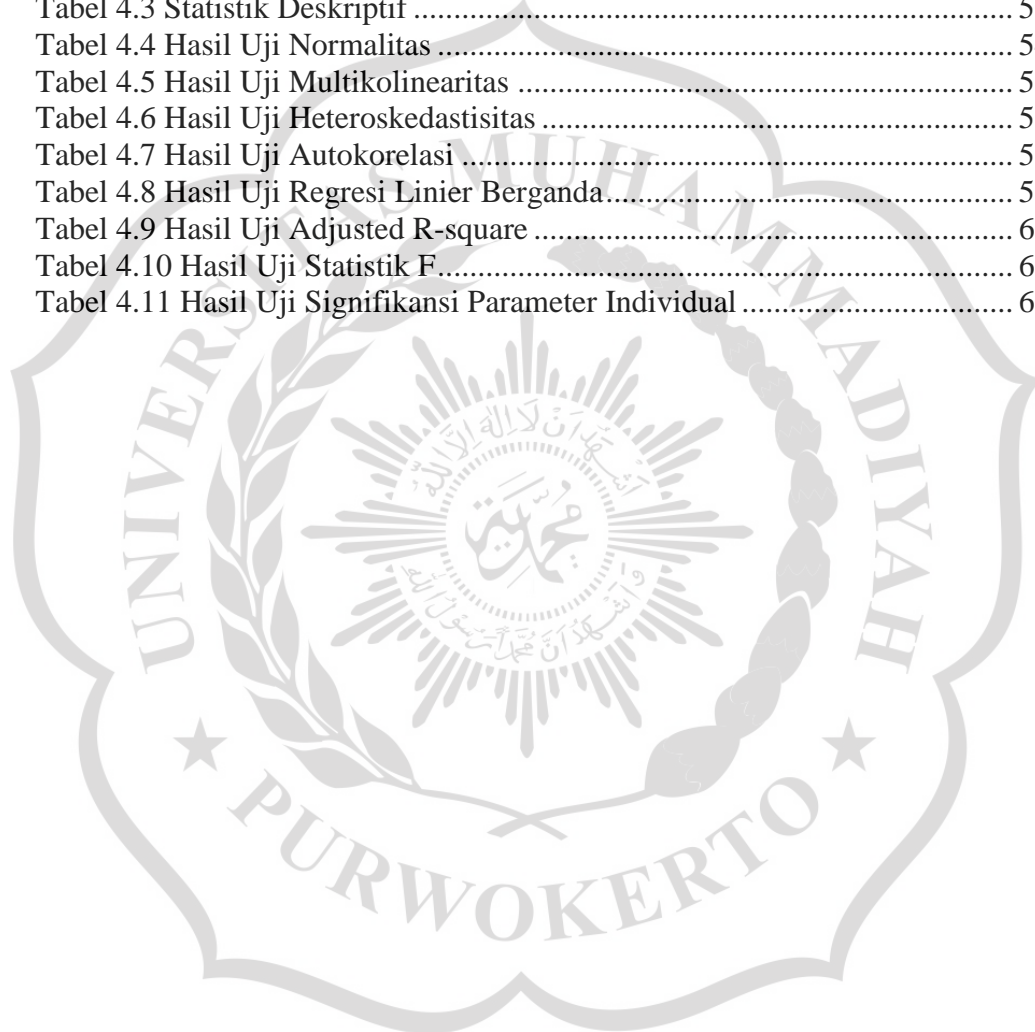 Tabel 4.3 Statistik Deskriptif ........................................................................... 5
Tabel 4.4 Hasil Uji Normalitas ........................................................................ 5
Tabel 4.5 Hasil Uji Multikolinearitas .............................................................. 5
Tabel 4.6 Hasil Uji Heteroskedastisitas ........................................................... 5
Tabel 4.7 Hasil Uji Autokorelasi ..................................................................... 5
Tabel 4.8 Hasil Uji Regresi Linier Berganda................................................... 5
Tabel 4.9 Hasil Uji Adjusted R-square ............................................................ 6
Tabel 4.10 Hasil Uji Statistik F........................................................................ 6
Tabel 4.11 Hasil Uji Signifikansi Parameter Individual .................................. 6
UNIVERSITAS MUHAMMADIYAH
أَشْهَدُ أَنْ لَا إِلٰهَ إِلَّا اللّٰهُ
محمدية
وَأَشْهَدُ أَنَّ مُحَمَّدًا رَسُوْلُ اللّٰهِ
PURWOKERTO